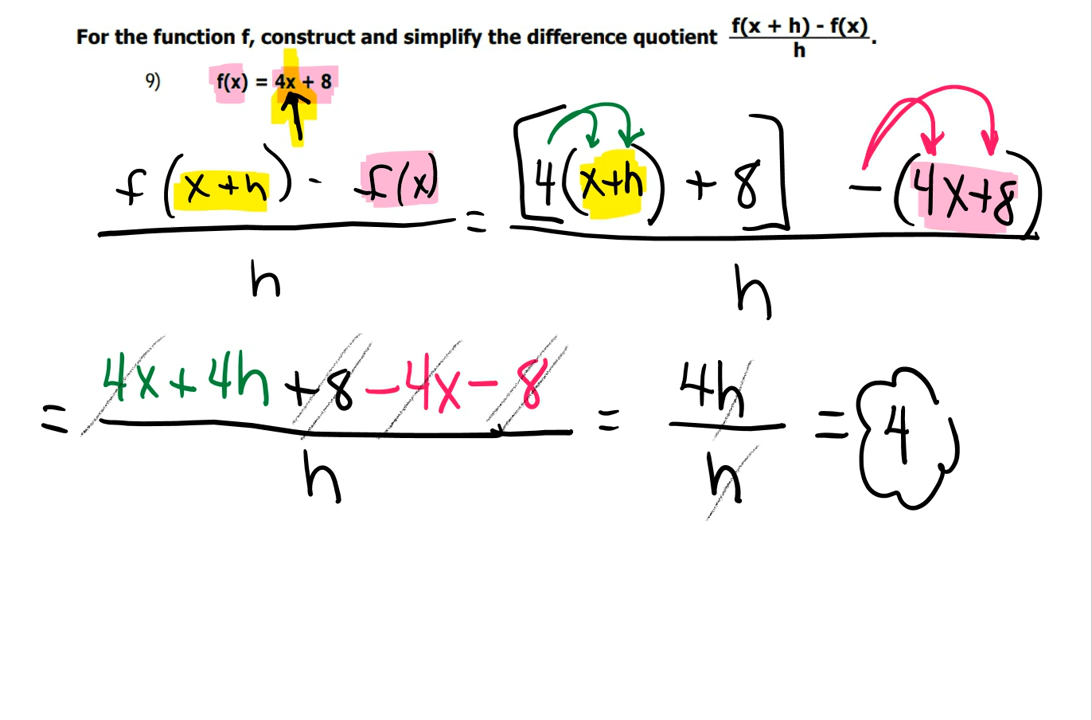 For the function f, construct and simplify the difference quotient f(x + h) - f(x) / h .
9) f(x) = 4x + 8
f(x+h) - f(x) / h = [4(x+h) + 8] - (4x+8) / h
= 4x + 4h + 8 - 4x - 8 / h = 4h / h = 4